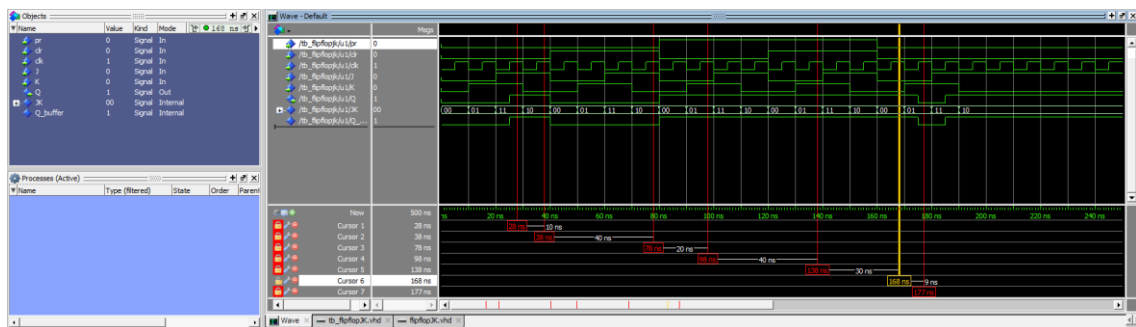 Objects
Name Value Kind Mode 168 ns
pr 0 Signal In
clr 0 Signal In
clk 1 Signal In
J 0 Signal In
K 0 Signal In
Q 1 Signal Out
JK 00 Signal Internal
Q_buffer 1 Signal Internal
Processes (Active)
Name Type (filtered) State Order Parent
Wave - Default
Msgs
/tb_flipflopjk/u1/pr 0
/tb_flipflopjk/u1/clr 0
/tb_flipflopjk/u1/clk 1
/tb_flipflopjk/u1/J 0
/tb_flipflopjk/u1/K 0
/tb_flipflopjk/u1/Q 1
/tb_flipflopjk/u1/JK 00 00 01 11 10 00 01 11 10 00 01 11 10 00 01 11 10 00 01 11 10
/tb_flipflopjk/u1/Q_... 1
Now 500 ns ns 20 ns 40 ns 60 ns 80 ns 100 ns 120 ns 140 ns 160 ns 180 ns 200 ns 220 ns 240 ns
Cursor 1 28 ns 28 ns 10 ns
Cursor 2 38 ns 38 ns 40 ns
Cursor 3 78 ns 78 ns 20 ns
Cursor 4 98 ns 98 ns 40 ns
Cursor 5 138 ns 138 ns 30 ns
Cursor 6 168 ns 168 ns 9 ns
Cursor 7 177 ns 177 ns
Wave tb_flipflopJK.vhd flipflopJK.vhd